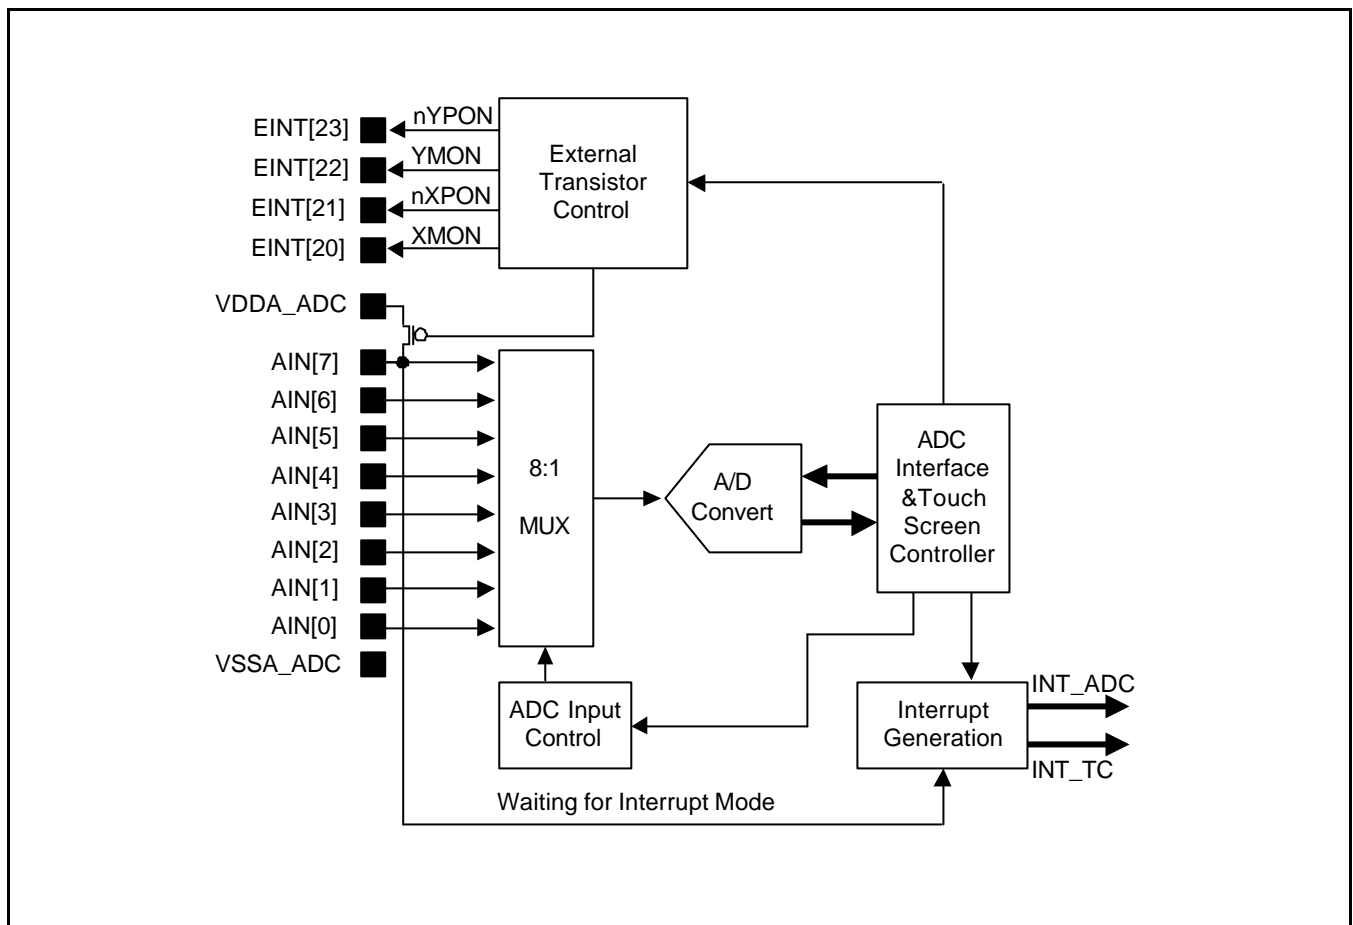 EINT[23]
nYPON
EINT[22]
YMON
EINT[21]
nXPON
EINT[20]
XMON
External
Transistor
Control
VDDA_ADC
AIN[7]
AIN[6]
AIN[5]
AIN[4]
AIN[3]
AIN[2]
AIN[1]
AIN[0]
VSSA_ADC
8:1
MUX
A/D
Convert
ADC
Interface
&Touch
Screen
Controller
ADC Input
Control
Interrupt
Generation
INT_ADC
INT_TC
Waiting for Interrupt Mode